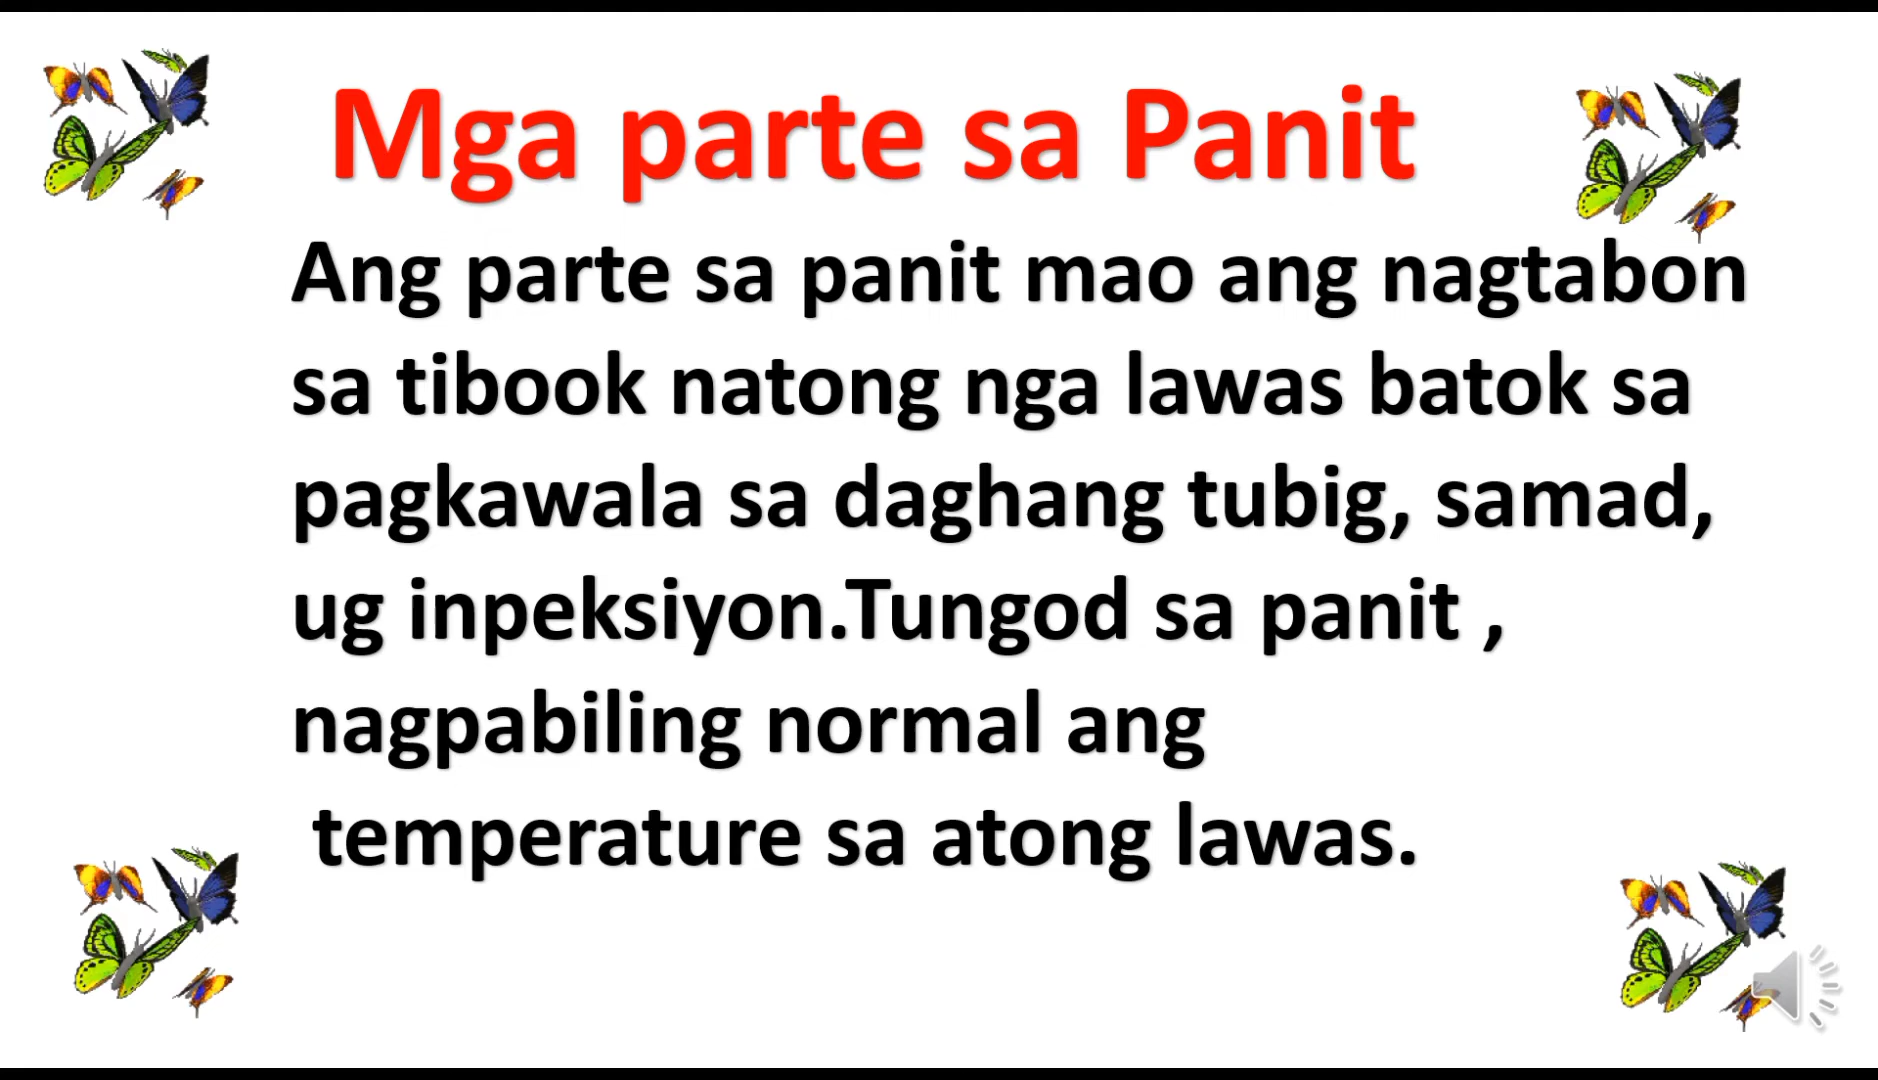 Mga parte sa Panit
Ang parte sa panit mao ang nagtabon
sa tibook natong nga lawas batok sa
pagkawala sa daghang tubig, samad,
ug inpeksiyon.Tungod sa panit ,
nagpabiling normal ang
temperature sa atong lawas.